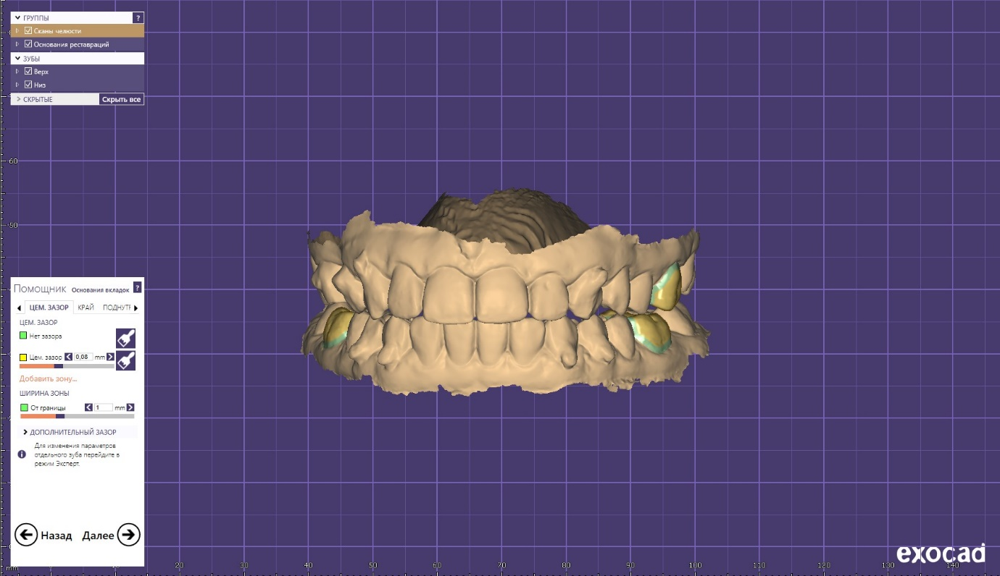 ГРУППЫ ?
Сканы челюсти
Основания реставраций
ЗУБЫ
Верх
Низ
СКРЫТЫЕ Скрыть все
60
50
Помощник Основания вкладок ?
ЦЕМ. ЗАЗОР КРАЙ ПОДНУТР
ЦЕМ. ЗАЗОР
Нет зазора
Цем. зазор 0,08 mm
Добавить зону...
ШИРИНА ЗОНЫ
От границы 1 mm
ДОПОЛНИТЕЛЬНЫЙ ЗАЗОР
Для изменения параметров
отдельного зуба перейдите в
режим Эксперт.
Назад Далее
exocad
mm 20 30 40 50 60 70 80 90 100 110 120 130 140